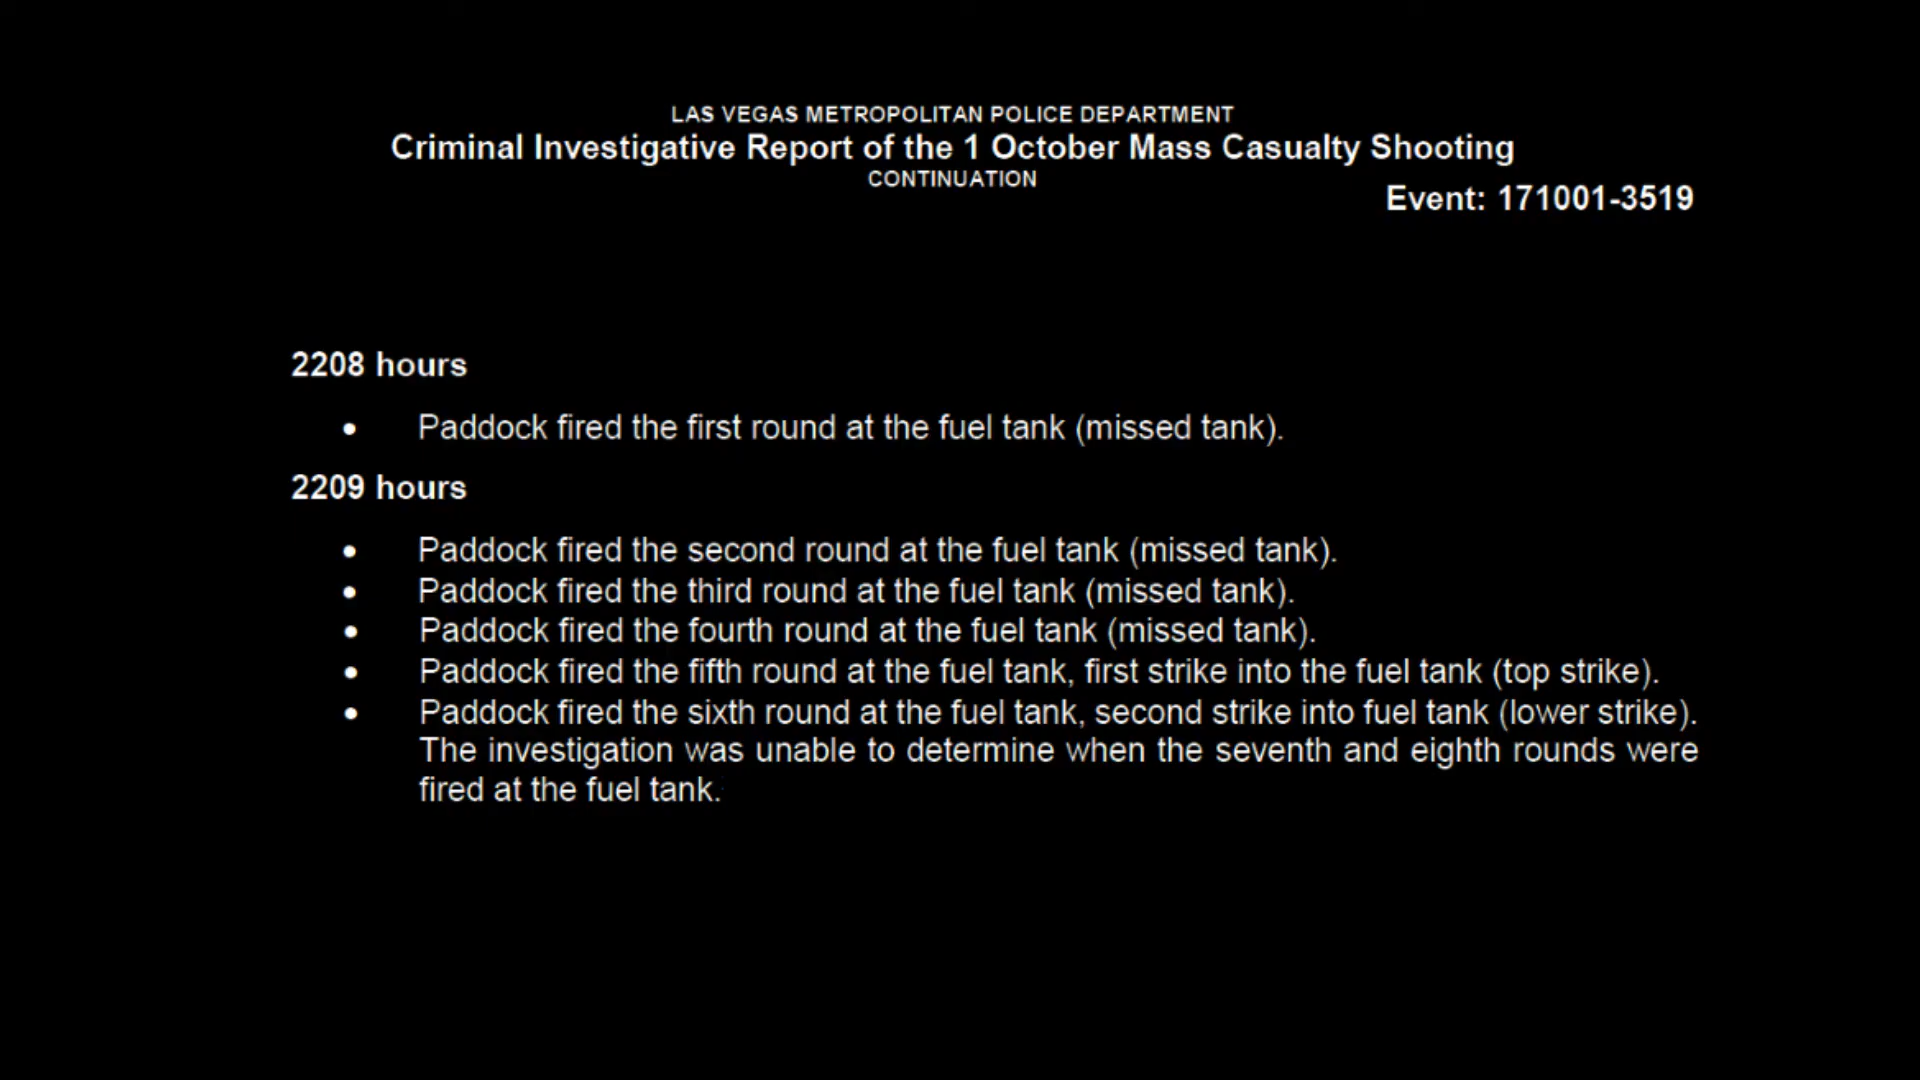 LAS VEGAS METROPOLITAN POLICE DEPARTMENT
Criminal Investigative Report of the 1 October Mass Casualty Shooting
CONTINUATION
Event: 171001-3519
2208 hours
• Paddock fired the first round at the fuel tank (missed tank).
2209 hours
• Paddock fired the second round at the fuel tank (missed tank).
• Paddock fired the third round at the fuel tank (missed tank).
• Paddock fired the fourth round at the fuel tank (missed tank).
• Paddock fired the fifth round at the fuel tank, first strike into the fuel tank (top strike).
• Paddock fired the sixth round at the fuel tank, second strike into fuel tank (lower strike).
The investigation was unable to determine when the seventh and eighth rounds were
fired at the fuel tank.